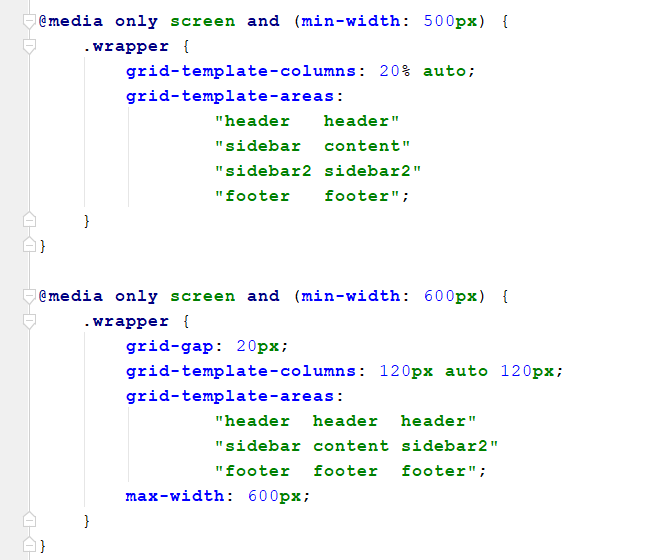 @media only screen and (min-width: 500px) {
    .wrapper {
        grid-template-columns: 20% auto;
        grid-template-areas:
                "header   header"
                "sidebar  content"
                "sidebar2 sidebar2"
                "footer   footer";
    }
}

@media only screen and (min-width: 600px) {
    .wrapper {
        grid-gap: 20px;
        grid-template-columns: 120px auto 120px;
        grid-template-areas:
                "header  header  header"
                "sidebar content sidebar2"
                "footer  footer  footer";
        max-width: 600px;
    }
}